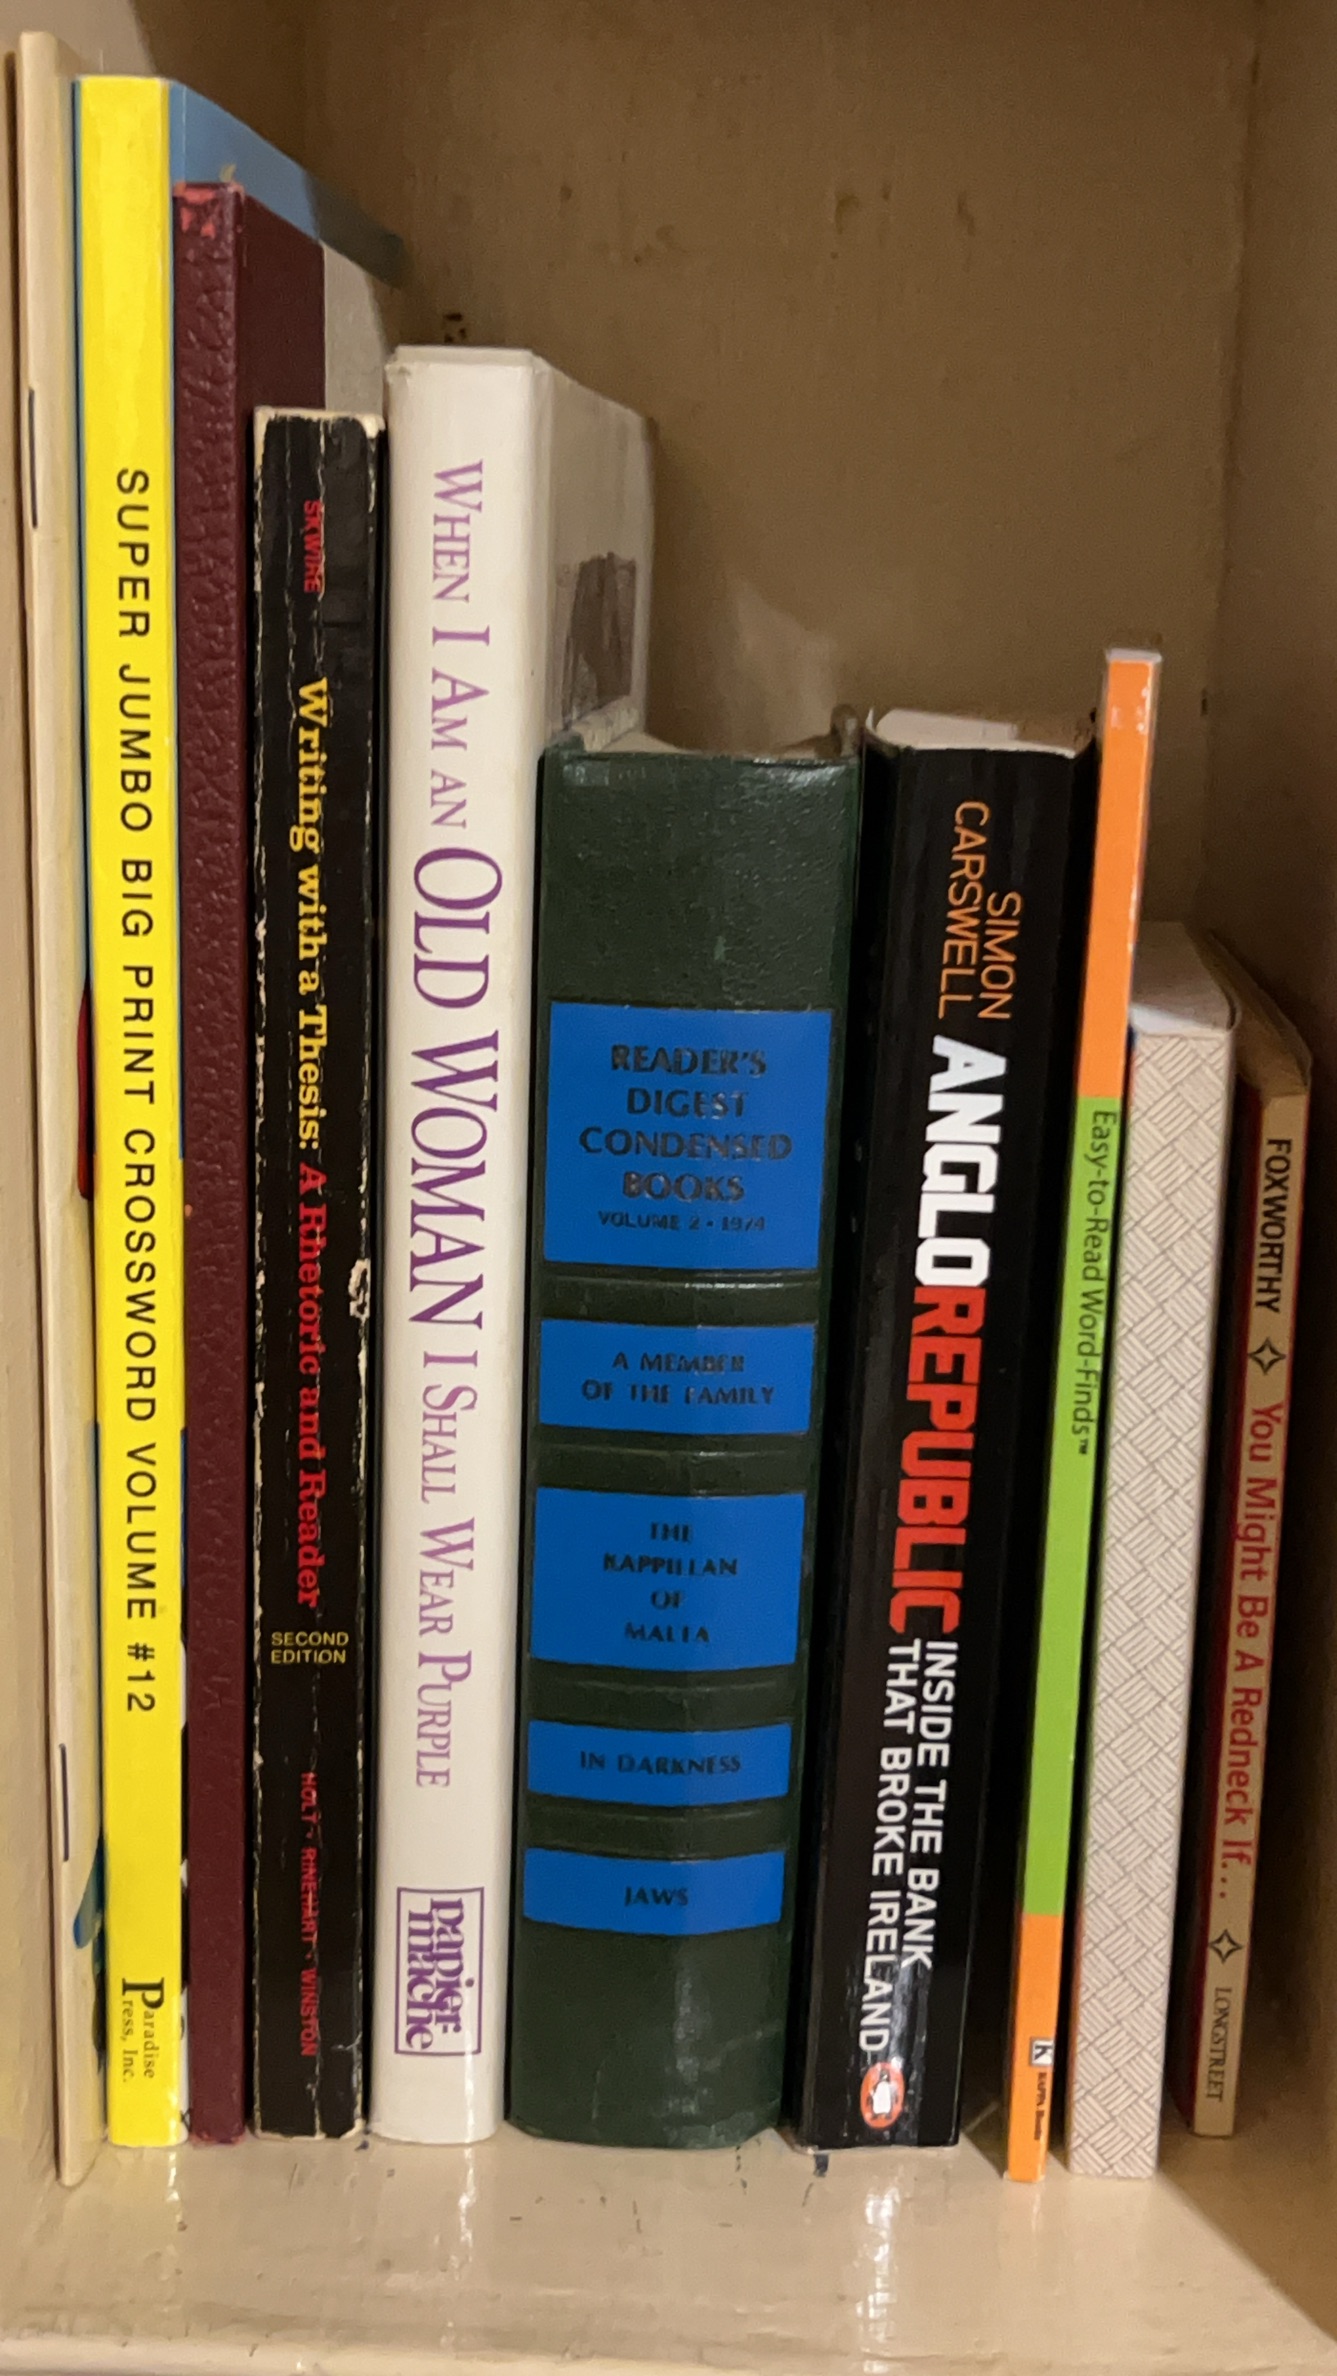 SUPER JUMBO BIG PRINT CROSSWORD VOLUME #12
Paradise
Press, Inc.
SKWIRE
Writing with a Thesis: A Rhetoric and Reader
SECOND
EDITION
HOLT · RINEHART · WINSTON
WHEN I AM AN OLD WOMAN I SHALL WEAR PURPLE
papier
mache
READER'S
DIGEST
CONDENSED
BOOKS
VOLUME 2 • 1974
A MEMBER
OF THE FAMILY
THE
KAPPILLAN
OF
MALTA
IN DARKNESS
JAWS
SIMON
CARSWELL
ANGLO REPUBLIC
INSIDE THE BANK
THAT BROKE IRELAND
Easy-to-Read Word-Finds™
K
FOXWORTHY
You Might Be A Redneck If...
LONGSTREET